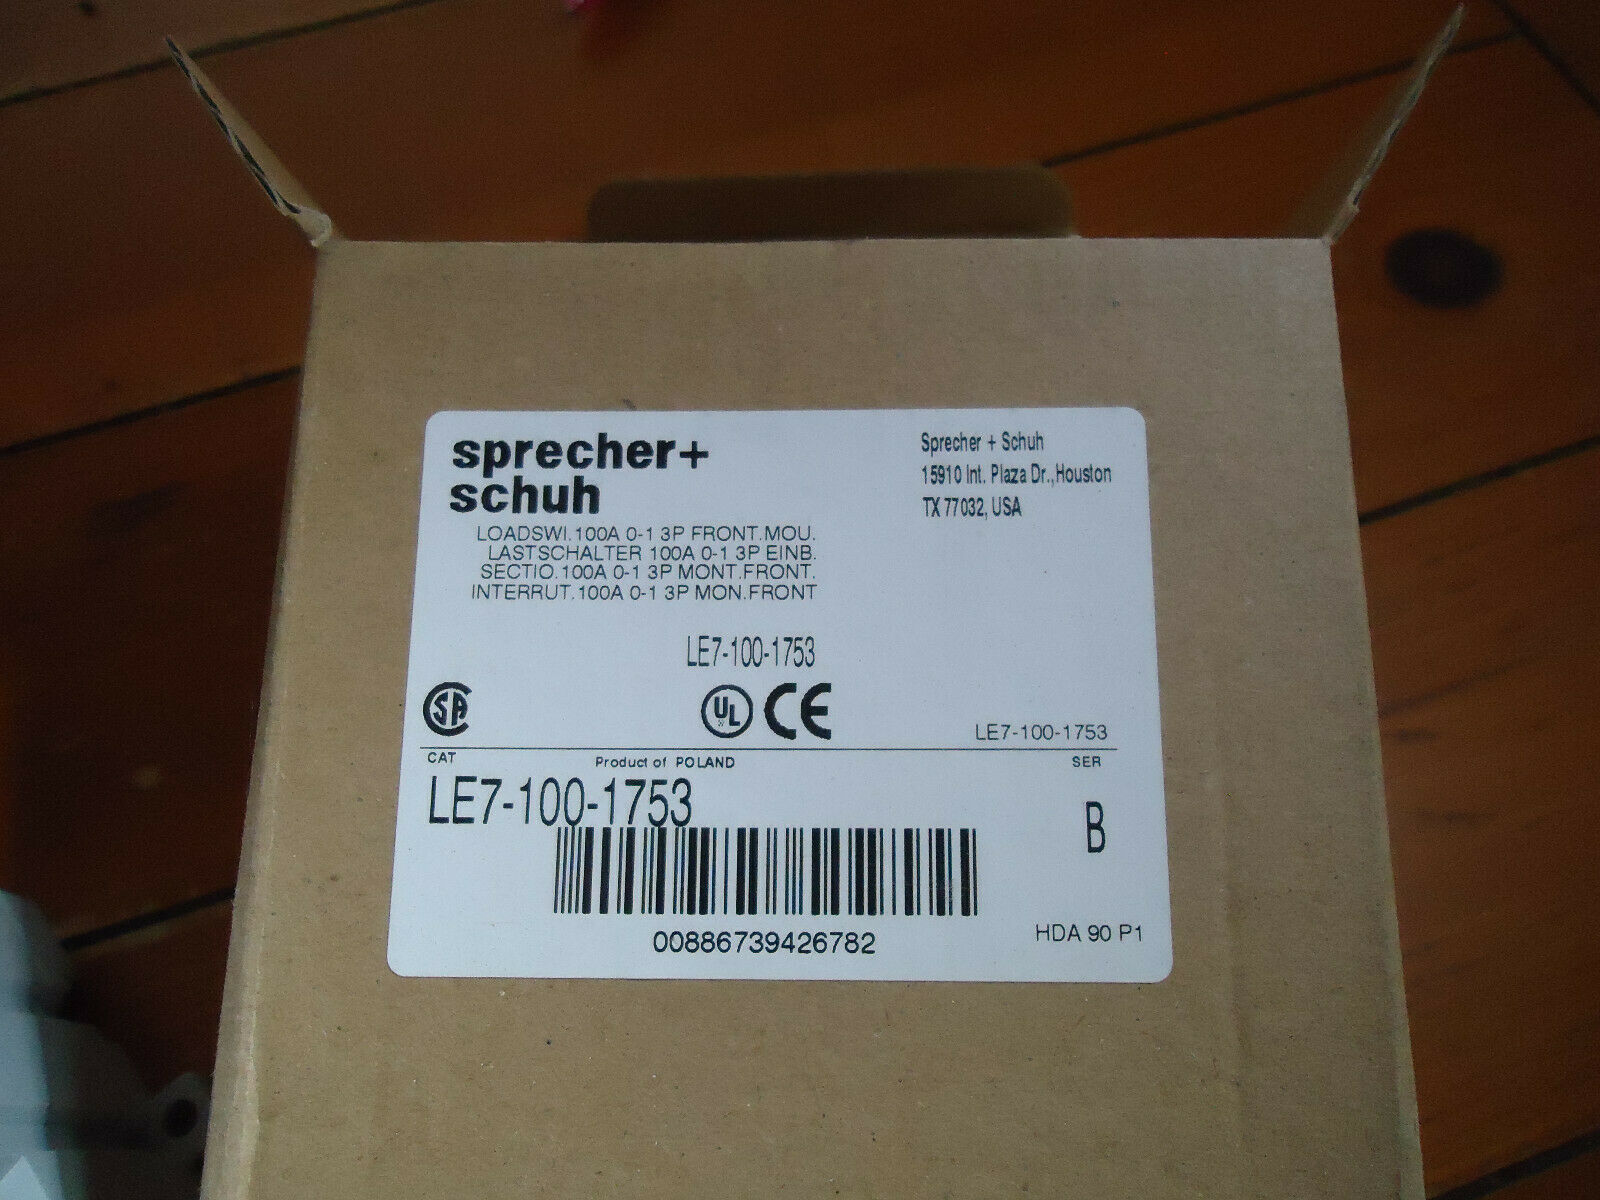 sprecher+
schuh
Sprecher + Schuh
15910 Int. Plaza Dr.,Houston
TX 77032, USA
LOADSWI.100A 0-1 3P FRONT.MOU.
LASTSCHALTER 100A 0-1 3P EINB.
SECTIO.100A 0-1 3P MONT.FRONT.
INTERRUT.100A 0-1 3P MON.FRONT
LE7-100-1753
SA
UL CE
LE7-100-1753
CAT Product of POLAND SER
LE7-100-1753
B
00886739426782
HDA 90 P1